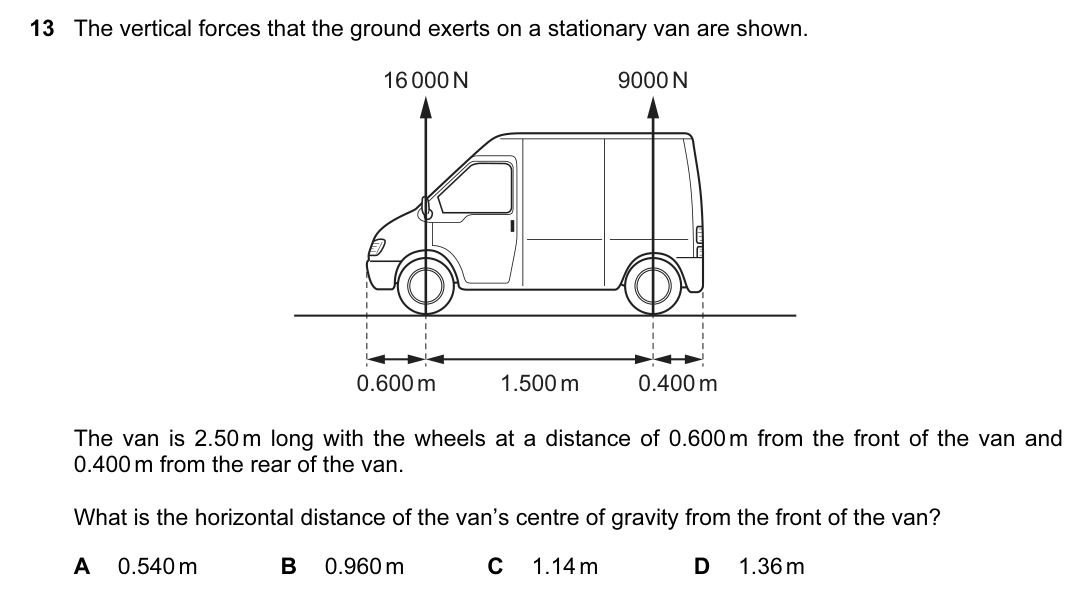 13 The vertical forces that the ground exerts on a stationary van are shown.
16 000 N 9000 N
0.600 m 1.500 m 0.400 m
The van is 2.50 m long with the wheels at a distance of 0.600 m from the front of the van and
0.400 m from the rear of the van.
What is the horizontal distance of the van’s centre of gravity from the front of the van?
A 0.540 m B 0.960 m C 1.14 m D 1.36 m